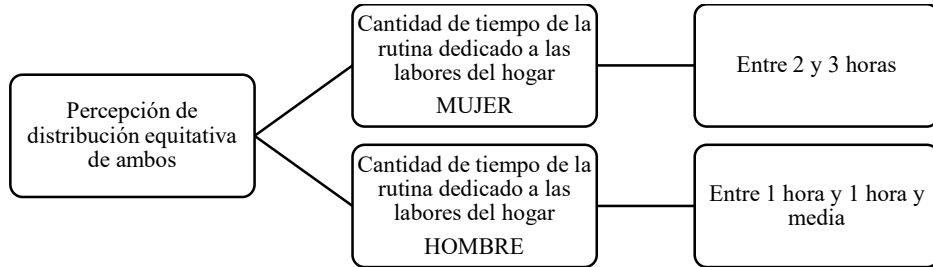 Percepción de
distribución equitativa
de ambos
Cantidad de tiempo de la
rutina dedicado a las
labores del hogar
MUJER
Entre 2 y 3 horas
Cantidad de tiempo de la
rutina dedicado a las
labores del hogar
HOMBRE
Entre 1 hora y 1 hora y
media